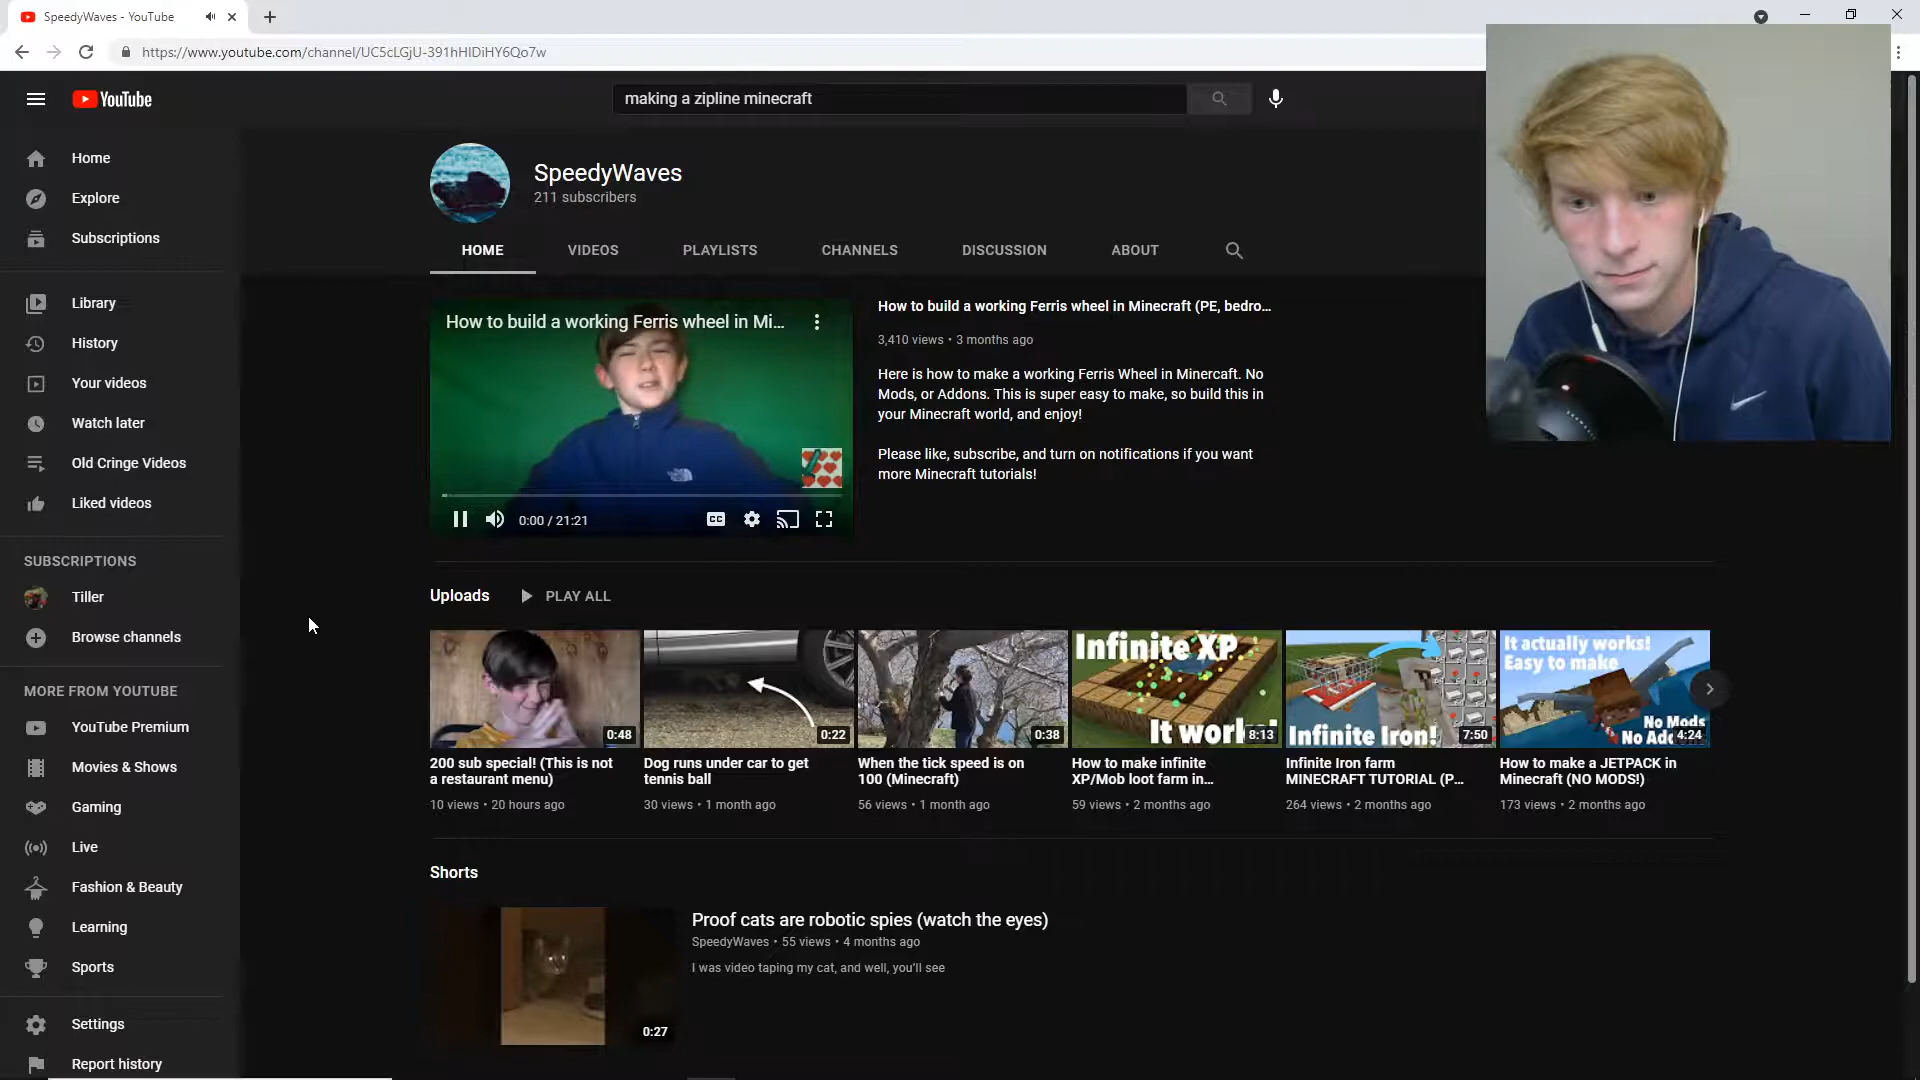 SpeedyWaves - YouTube
https://www.youtube.com/channel/UC5cLGjU-391hHIDiHY6Qo7w
YouTube
making a zipline minecraft
Home
Explore
Subscriptions
Library
History
Your videos
Watch later
Old Cringe Videos
Liked videos
SUBSCRIPTIONS
Tiller
Browse channels
MORE FROM YOUTUBE
YouTube Premium
Movies & Shows
Gaming
Live
Fashion & Beauty
Learning
Sports
Settings
Report history
SpeedyWaves
211 subscribers
HOME VIDEOS PLAYLISTS CHANNELS DISCUSSION ABOUT
How to build a working Ferris wheel in Mi...
CC
0:00 / 21:21
How to build a working Ferris wheel in Minecraft (PE, bedro...
3,410 views • 3 months ago
Here is how to make a working Ferris Wheel in Minercaft. No
Mods, or Addons. This is super easy to make, so build this in
your Minecraft world, and enjoy!
Please like, subscribe, and turn on notifications if you want
more Minecraft tutorials!
Uploads PLAY ALL
0:48
200 sub special! (This is not
a restaurant menu)
10 views • 20 hours ago
0:22
Dog runs under car to get
tennis ball
30 views • 1 month ago
0:38
When the tick speed is on
100 (Minecraft)
56 views • 1 month ago
Infinite XP
It work!
8:13
How to make infinite
XP/Mob loot farm in...
59 views • 2 months ago
Infinite Iron!
7:50
Infinite Iron farm
MINECRAFT TUTORIAL (P...
264 views • 2 months ago
It actually works!
Easy to make
No Mods
No
4:24
How to make a JETPACK in
Minecraft (NO MODS!)
173 views • 2 months ago
Shorts
0:27
Proof cats are robotic spies (watch the eyes)
SpeedyWaves • 55 views • 4 months ago
I was video taping my cat, and well, you'll see